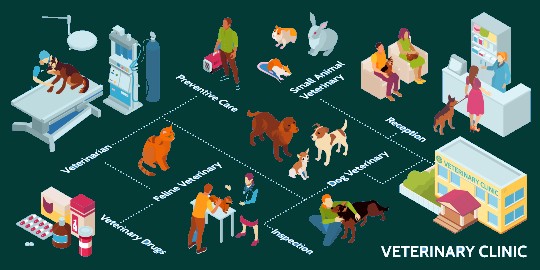 Preventive Care
Small Animal
Veterinary
Reception
Veterinarian
Feline Veterinary
Dog Veterinary
VETERINARY CLINIC
Veterinary Drugs
Inspection
VETERINARY CLINIC